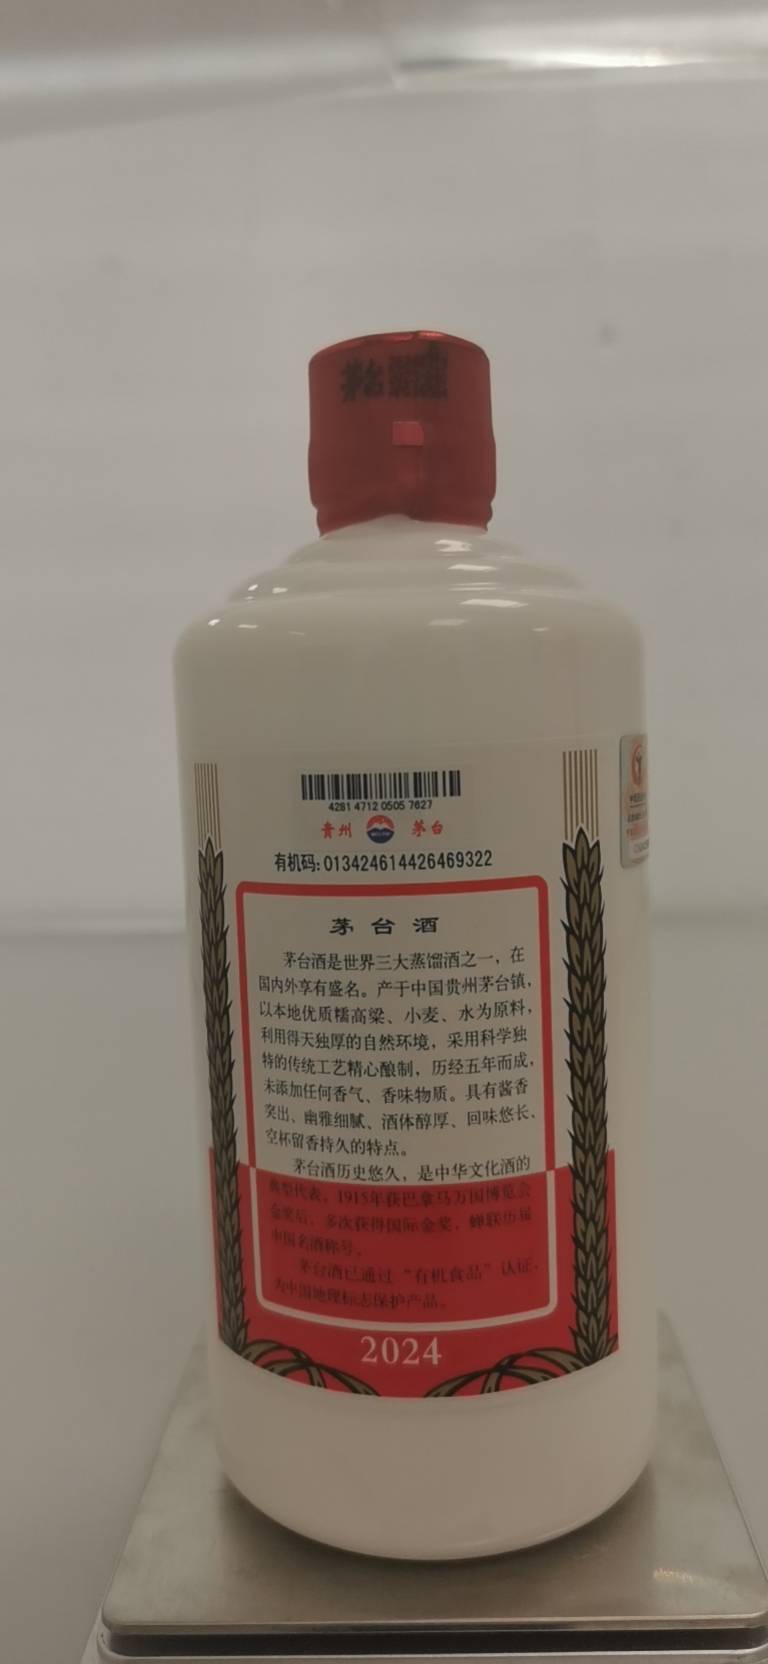 茅台
4281 4712 0505 7627
贵州 茅台
有机码:013424614426469322
茅台酒
茅台酒是世界三大蒸馏酒之一，在
国内外享有盛名。产于中国贵州茅台镇，
以本地优质糯高粱、小麦、水为原料，
利用得天独厚的自然环境，采用科学独
特的传统工艺精心酿制，历经五年而成，
未添加任何香气、香味物质。具有酱香
突出、幽雅细腻、酒体醇厚、回味悠长、
空杯留香持久的特点。
茅台酒历史悠久，是中华文化酒的
典型代表。1915年获巴拿马万国博览会
金奖后，多次获得国际金奖，蝉联历届
中国名酒称号。
茅台酒已通过“有机食品”认证，
为中国地理标志保护产品。
2024